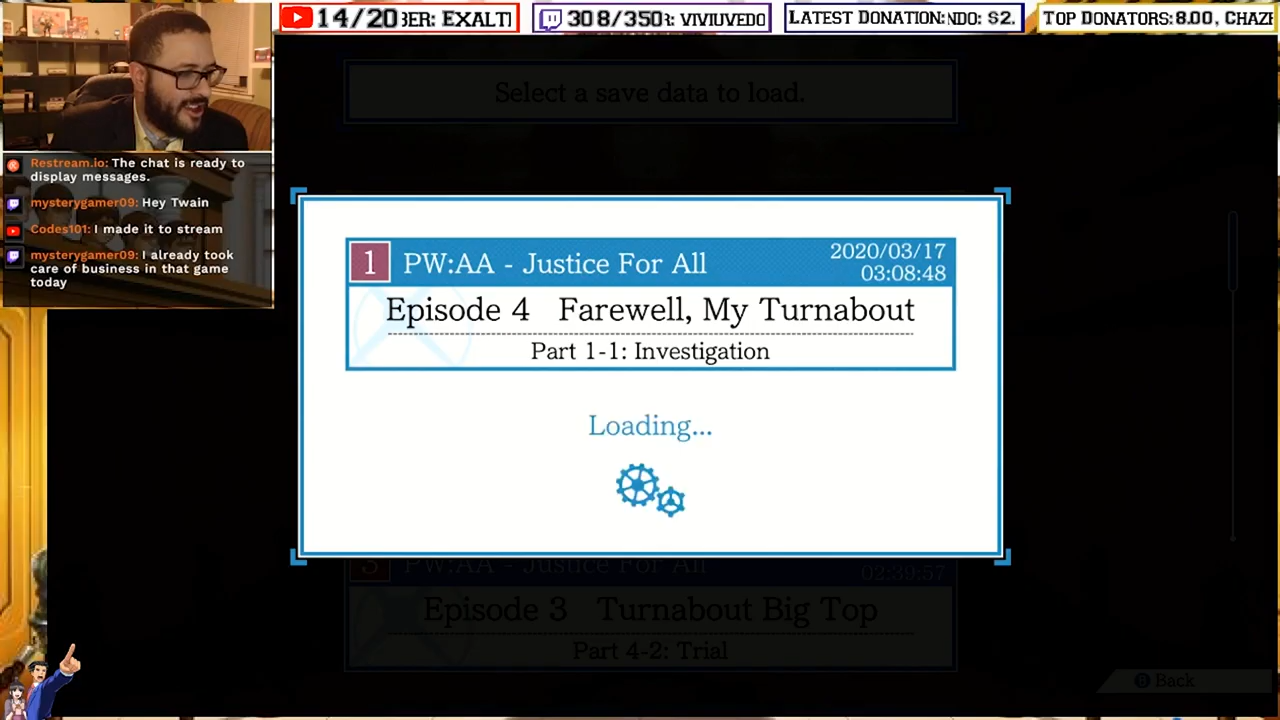 14/20 BER: EXALTI
308/350 R: VIVIUVEDO
LATEST DONATION: NDO: $2.
TOP DONATORS: 8.00, CHAZE
Select a save data to load.
Restream.io: The chat is ready to
display messages.
mysterygamer09: Hey Twain
Codes101: I made it to stream
mysterygamer09: I already took
care of business in that game
today
1 PW:AA - Justice For All
2020/03/17
03:08:48
Episode 4 Farewell, My Turnabout
Part 1-1: Investigation
Loading...
3 PW:AA - Justice For All
02:39:57
Episode 3 Turnabout Big Top
Part 4-2: Trial
B Back